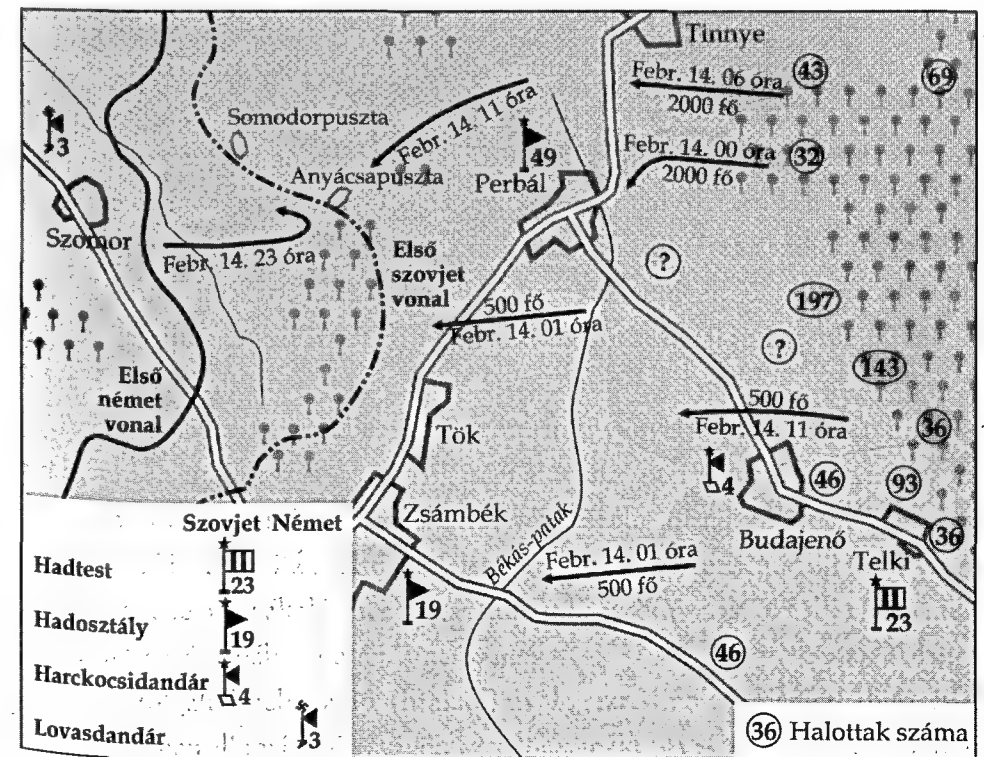 Tinnye
Febr. 14. 06 óra
2000 fő
43
69
Febr. 14. 11 óra
Somodorpuszta
3
49
Febr. 14. 00 óra
2000 fő
32
Anyácsapuszta
Perbál
Szomor
Febr. 14. 23 óra
Első
szovjet
vonal
?
500 fő
Febr. 14. 01 óra
197
?
Első
német
vonal
143
500 fő
Febr. 14. 11 óra
36
Tök
4
46
93
Zsámbék
Békás-patak
Budajenő
36
Febr. 14. 01 óra
500 fő
Telki
23
19
46
Szovjet Német
Hadtest
23
Hadosztály
19
Harckocsidandár
4
Lovasdandár
3
36 Halottak száma